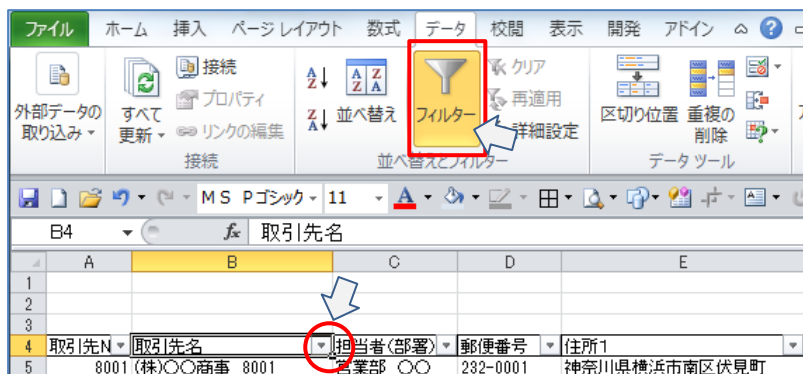 ファイル ホーム 挿入 ページ レイアウト 数式 データ 校閲 表示 開発 アドイン
接続 クリア
プロパティ 再適用
外部データの取り込み すべて更新 リンクの編集 並べ替え フィルター 詳細設定 区切り位置 重複の削除
接続 並べ替えとフィルター データ ツール
MS Pゴシック 11
B4 fx 取引先名
A B C D E
1
2
3
4 取引先N 取引先名 担当者(部署) 郵便番号 住所1
5 8001 (株)〇〇商事 8001 営業部 〇〇 232-0001 神奈川県横浜市南区伏見町